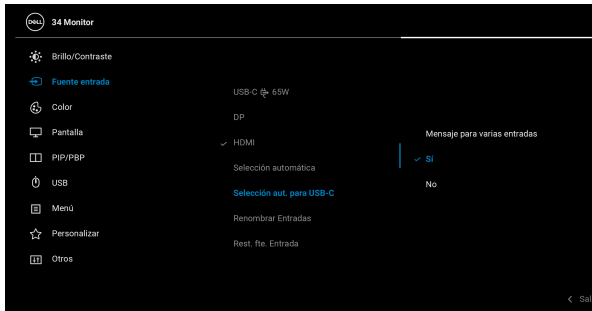 DELL
34 Monitor
Brillo/Contraste
Fuente entrada
Color
Pantalla
PIP/PBP
USB
Menú
Personalizar
Otros
USB-C 65W
DP
HDMI
Selección automática
Selección aut. para USB-C
Renombrar Entradas
Rest. fte. Entrada
Mensaje para varias entradas
Sí
No
Sal